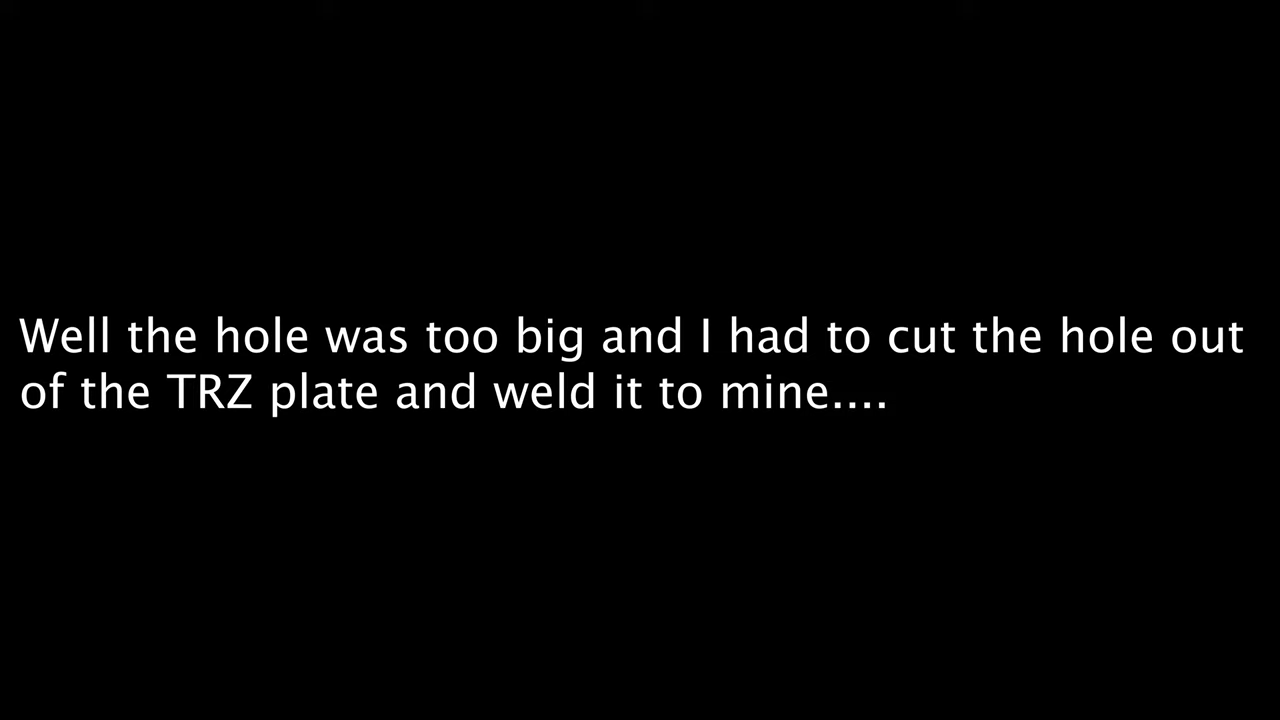 Well the hole was too big and I had to cut the hole out
of the TRZ plate and weld it to mine....